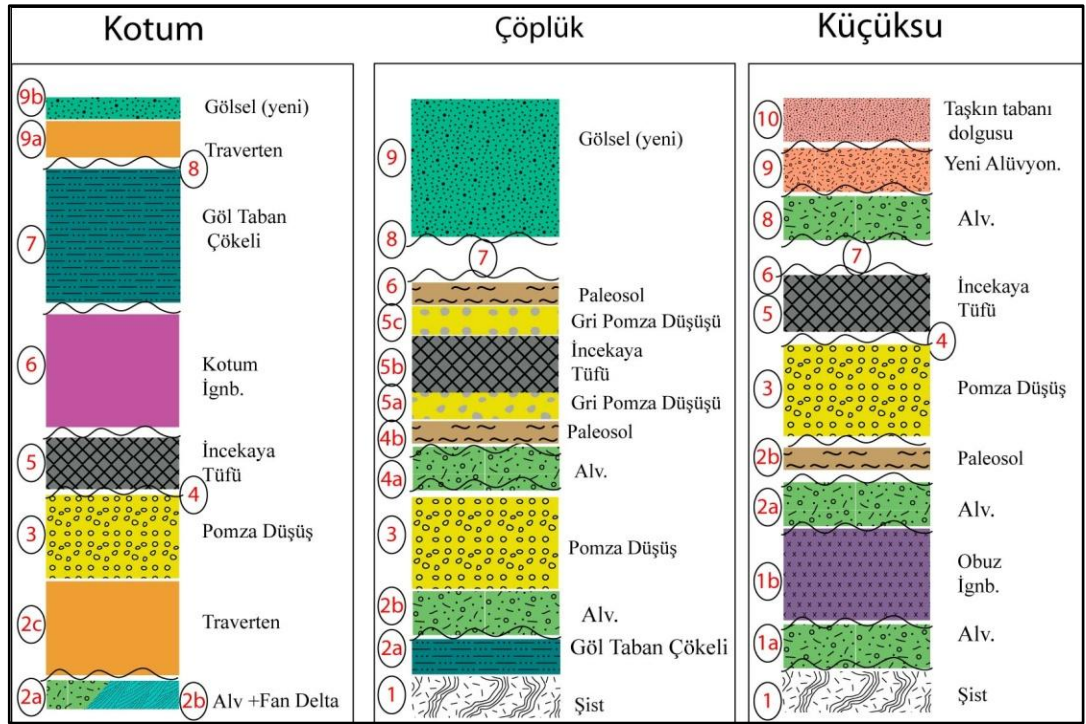 Kotum
9b
Gölsel (yeni)
9a
Traverten
8
7
Göl Taban
Çökeli
6
Kotum
İgnb.
5
İncekaya
Tüfü
4
3
Pomza Düşüş
2c
Traverten
2a
2b
Alv +Fan Delta
Çöplük
9
Gölsel (yeni)
8
7
6
Paleosol
5c
Gri Pomza Düşüşü
5b
İncekaya
Tüfü
5a
Gri Pomza Düşüşü
4b
Paleosol
4a
Alv.
3
Pomza Düşüş
2b
Alv.
2a
Göl Taban Çökeli
1
Şist
Küçüksu
10
Taşkın tabanı
dolgusu
9
Yeni Alüvyon.
8
Alv.
7
6
İncekaya
5
Tüfü
4
3
Pomza Düşüş
2b
Paleosol
2a
Alv.
1b
Obuz
İgnb.
1a
Alv.
1
Şist